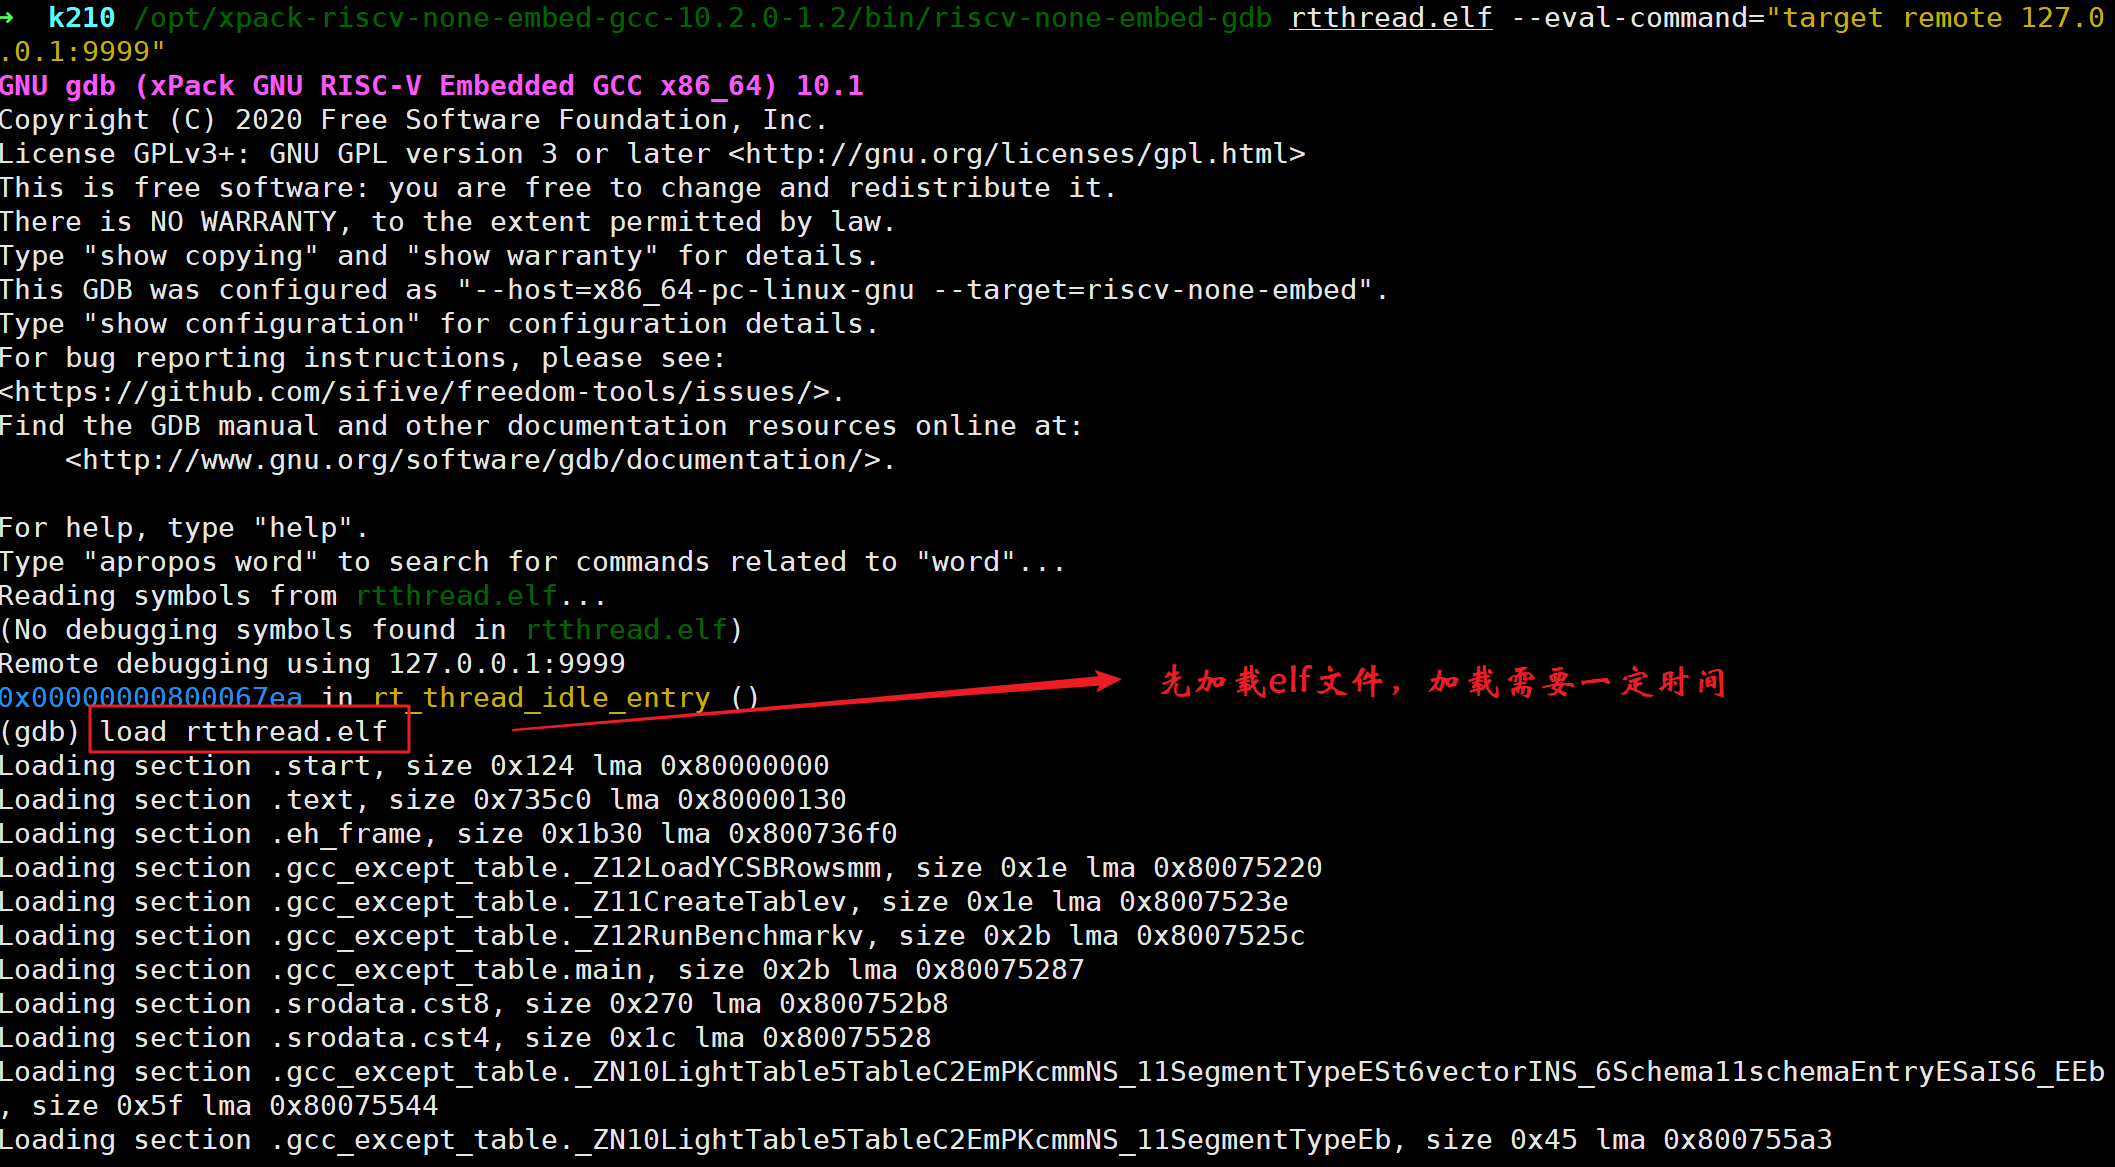 →  k210 /opt/xpack-riscv-none-embed-gcc-10.2.0-1.2/bin/riscv-none-embed-gdb rtthread.elf --eval-command="target remote 127.0
.0.1:9999"
GNU gdb (xPack GNU RISC-V Embedded GCC x86_64) 10.1
Copyright (C) 2020 Free Software Foundation, Inc.
License GPLv3+: GNU GPL version 3 or later <http://gnu.org/licenses/gpl.html>
This is free software: you are free to change and redistribute it.
There is NO WARRANTY, to the extent permitted by law.
Type "show copying" and "show warranty" for details.
This GDB was configured as "--host=x86_64-pc-linux-gnu --target=riscv-none-embed".
Type "show configuration" for configuration details.
For bug reporting instructions, please see:
<https://github.com/sifive/freedom-tools/issues/>.
Find the GDB manual and other documentation resources online at:
    <http://www.gnu.org/software/gdb/documentation/>.
For help, type "help".
Type "apropos word" to search for commands related to "word"...
Reading symbols from rtthread.elf...
(No debugging symbols found in rtthread.elf)
Remote debugging using 127.0.0.1:9999
先加载elf文件，加载需要一定时间
0x00000000800067ea in rt_thread_idle_entry ()
(gdb) load rtthread.elf
Loading section .start, size 0x124 lma 0x80000000
Loading section .text, size 0x735c0 lma 0x80000130
Loading section .eh_frame, size 0x1b30 lma 0x800736f0
Loading section .gcc_except_table._Z12LoadYCSBRowsmm, size 0x1e lma 0x80075220
Loading section .gcc_except_table._Z11CreateTablev, size 0x1e lma 0x8007523e
Loading section .gcc_except_table._Z12RunBenchmarkv, size 0x2b lma 0x8007525c
Loading section .gcc_except_table.main, size 0x2b lma 0x80075287
Loading section .srodata.cst8, size 0x270 lma 0x800752b8
Loading section .srodata.cst4, size 0x1c lma 0x80075528
Loading section .gcc_except_table._ZN10LightTable5TableC2EmPKcmmNS_11SegmentTypeESt6vectorINS_6Schema11schemaEntryESaIS6_EEb
, size 0x5f lma 0x80075544
Loading section .gcc_except_table._ZN10LightTable5TableC2EmPKcmmNS_11SegmentTypeEb, size 0x45 lma 0x800755a3